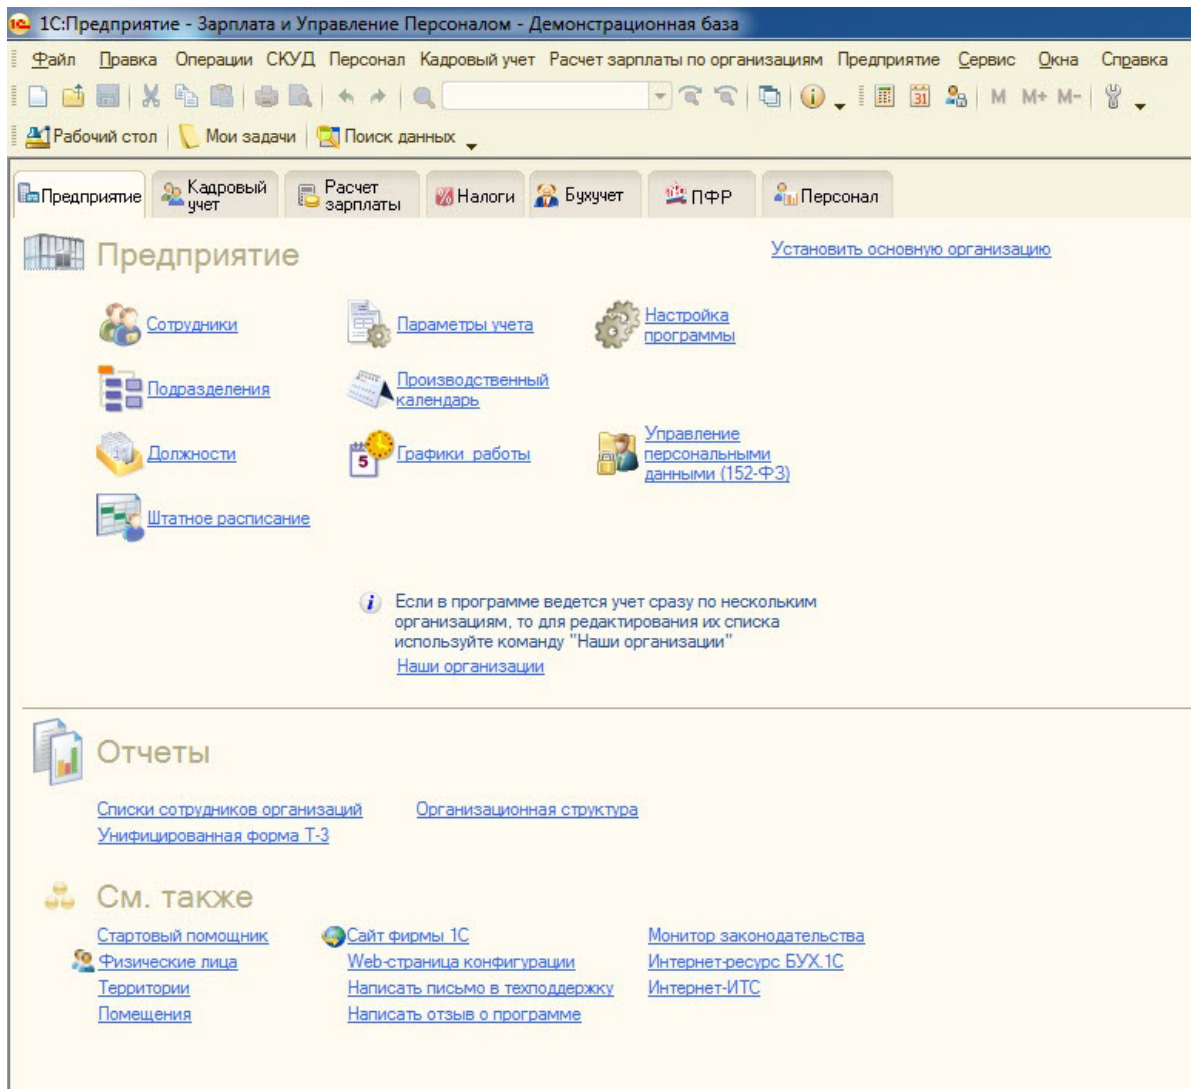 1С:Предприятие - Зарплата и Управление Персоналом - Демонстрационная база
Файл Правка Операции СКУД Персонал Кадровый учет Расчет зарплаты по организациям Предприятие Сервис Окна Справка
31 M M+ M-
Рабочий стол Мои задачи Поиск данных
Предприятие Кадровый учет Расчет зарплаты Налоги Бухучет ПФР Персонал
Предприятие Установить основную организацию
Сотрудники Параметры учета Настройка
программы
Подразделения Производственный
календарь
Должности Графики работы Управление
персональными
данными (152-ФЗ)
5
Штатное расписание
Если в программе ведется учет сразу по нескольким
организациям, то для редактирования их списка
используйте команду "Наши организации"
Наши организации
Отчеты
Списки сотрудников организаций Организационная структура
Унифицированная форма Т-3
См. также
Стартовый помощник Сайт фирмы 1С Монитор законодательства
Физические лица Web-страница конфигурации Интернет-ресурс БУХ.1С
Территории Написать письмо в техподдержку Интернет-ИТС
Помещения Написать отзыв о программе